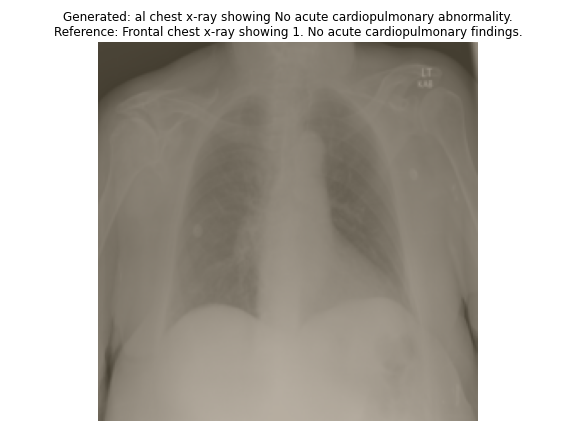 Generated: al chest x-ray showing No acute cardiopulmonary abnormality.
Reference: Frontal chest x-ray showing 1. No acute cardiopulmonary findings.
LT
KAB